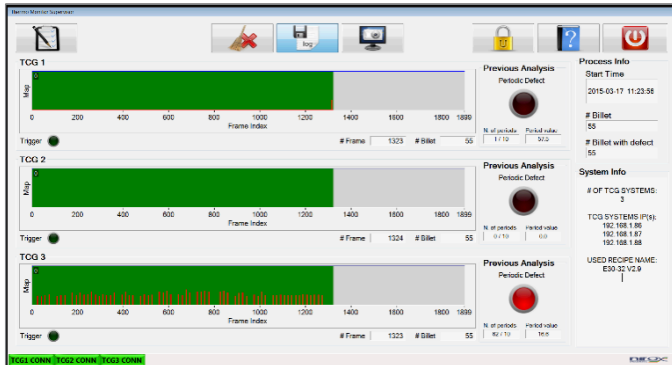 Thermo Monitor Supervisor
log
?
TCG 1
Map
0 200 400 600 800 1000 1200 1400 1600 1800 1899
Frame Index
Trigger
# Frame 1323 # Billet 55
Previous Analysis
Periodic Defect
N. of periods Period value
1 / 10 57.5
TCG 2
Map
0 200 400 600 800 1000 1200 1400 1600 1800 1899
Frame Index
Trigger
# Frame 1324 # Billet 55
Previous Analysis
Periodic Defect
N. of periods Period value
0 / 10 0.0
TCG 3
Map
0 200 400 600 800 1000 1200 1400 1600 1800 1899
Frame Index
Trigger
# Frame 1323 # Billet 55
Previous Analysis
Periodic Defect
N. of periods Period value
62 / 10 16.8
Process Info
Start Time
2015-03-17 11:23:58
# Billet
55
# Billet with defect
55
System Info
# OF TCG SYSTEMS:
3
TCG SYSTEMS IP(s):
192.168.1.86
192.168.1.87
192.168.1.88
USED RECIPE NAME:
E30-32 V2.9
TCG1 CONN TCG2 CONN TCG3 CONN